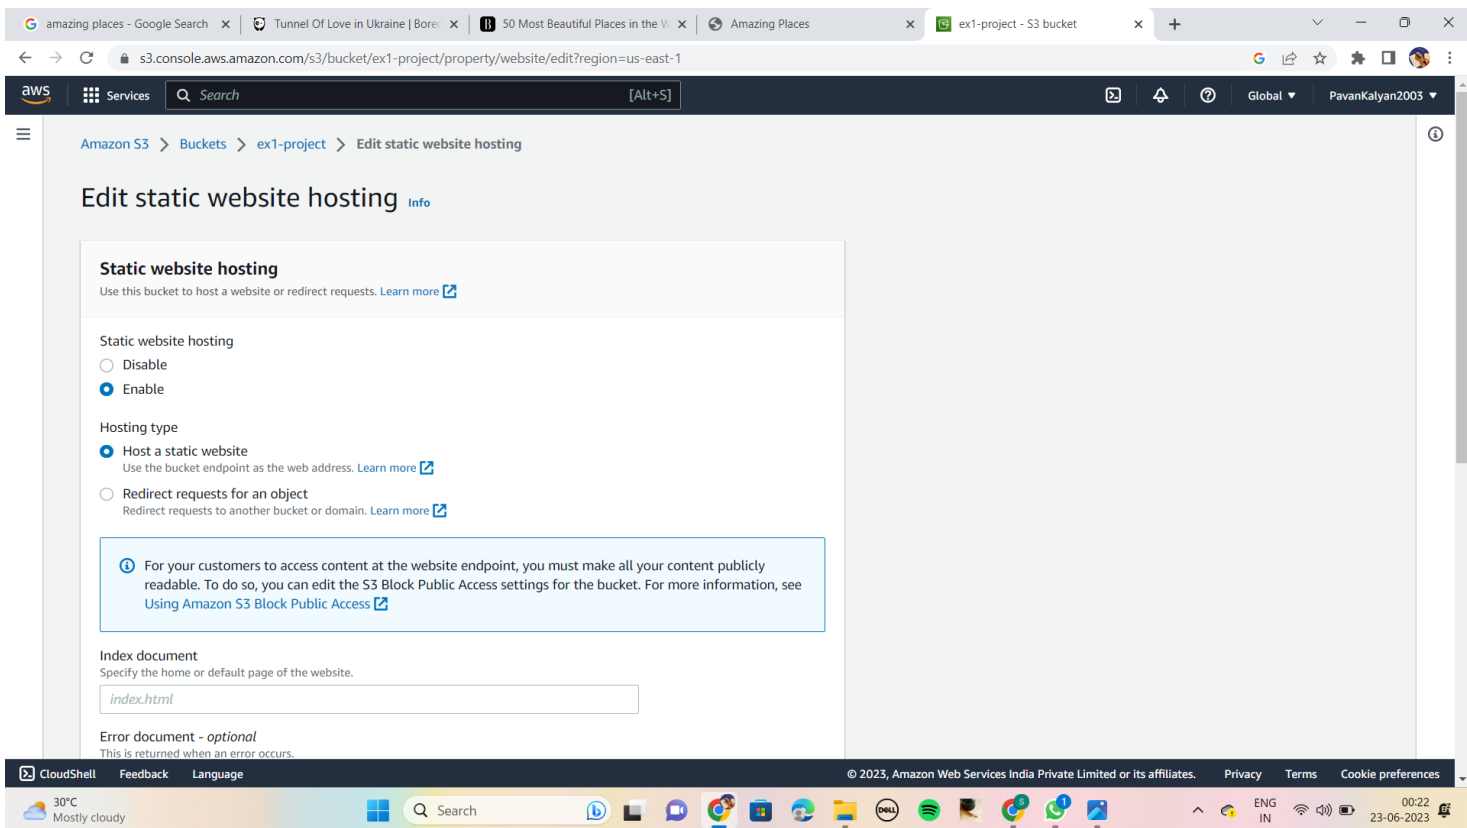 amazing places - Google Search
Tunnel Of Love in Ukraine | Bore
50 Most Beautiful Places in the W
Amazing Places
ex1-project - S3 bucket
s3.console.aws.amazon.com/s3/bucket/ex1-project/property/website/edit?region=us-east-1
aws
Services
Search
[Alt+S]
Global
PavanKalyan2003
Amazon S3 > Buckets > ex1-project > Edit static website hosting
Edit static website hosting Info
Static website hosting
Use this bucket to host a website or redirect requests. Learn more
Static website hosting
Disable
Enable
Hosting type
Host a static website
Use the bucket endpoint as the web address. Learn more
Redirect requests for an object
Redirect requests to another bucket or domain. Learn more
For your customers to access content at the website endpoint, you must make all your content publicly
readable. To do so, you can edit the S3 Block Public Access settings for the bucket. For more information, see
Using Amazon S3 Block Public Access
Index document
Specify the home or default page of the website.
index.html
Error document - optional
This is returned when an error occurs.
CloudShell Feedback Language
© 2023, Amazon Web Services India Private Limited or its affiliates. Privacy Terms Cookie preferences
30°C
Mostly cloudy
Search
DELL
S
1
ENG
IN
00:22
23-06-2023